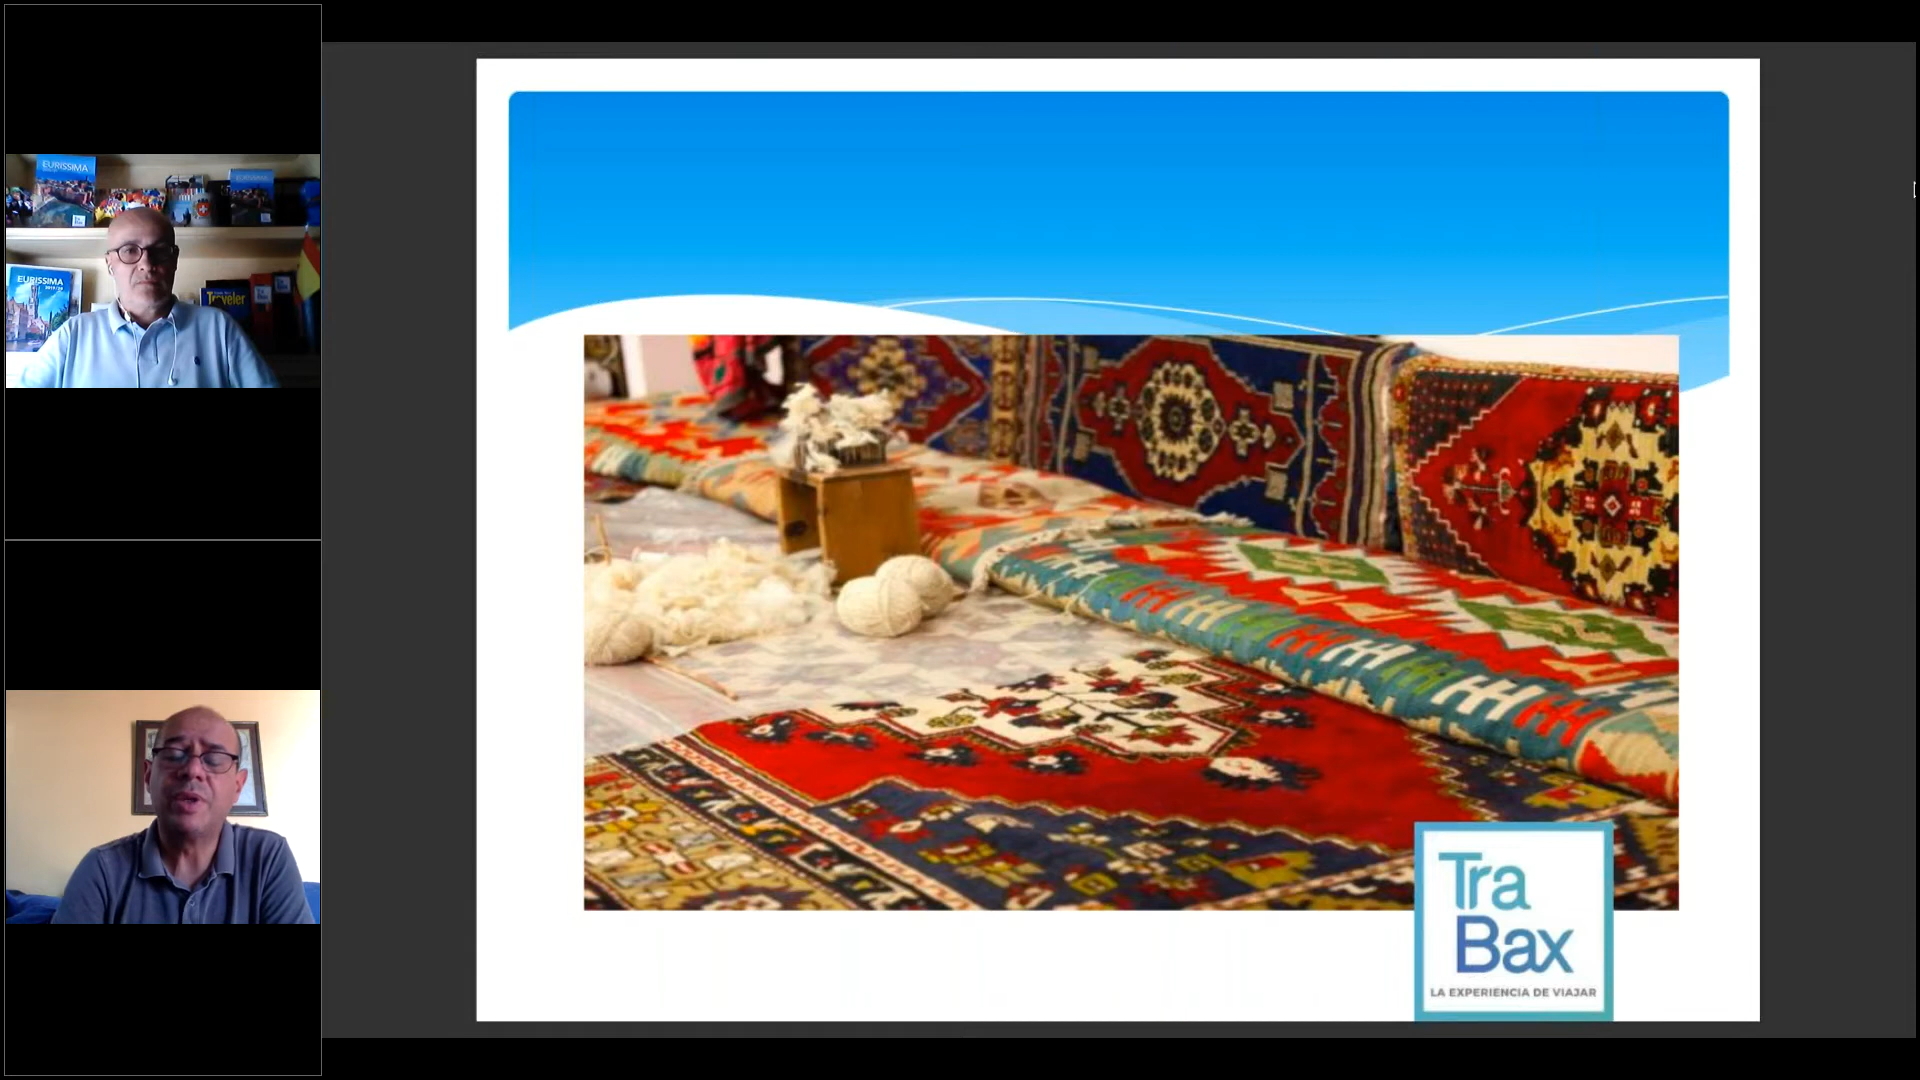 EURISSIMA
EURISSIMA
EURISSIMA
Traveler
Tra
Bax
LA EXPERIENCIA DE VIAJAR